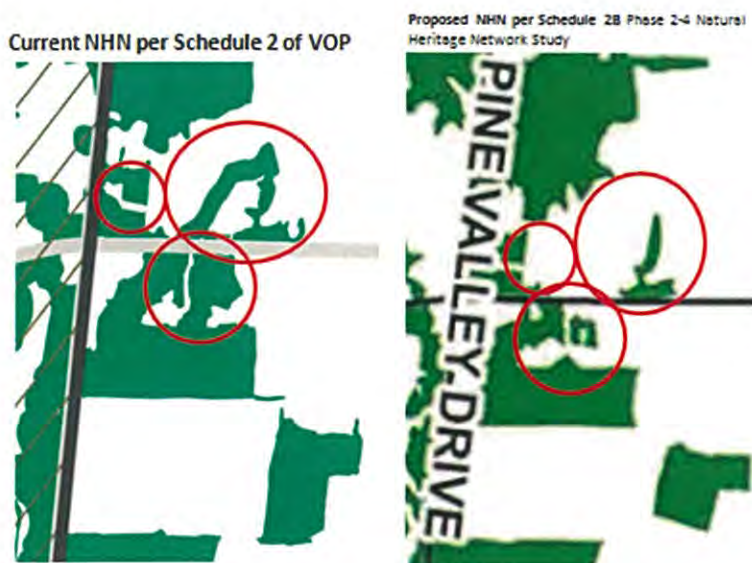 Current NHN per Schedule 2 of VOP
Proposed NHN per Schedule 2B Phase 2-4 Natural
Heritage Network Study
PINE VALLEY DRIVE